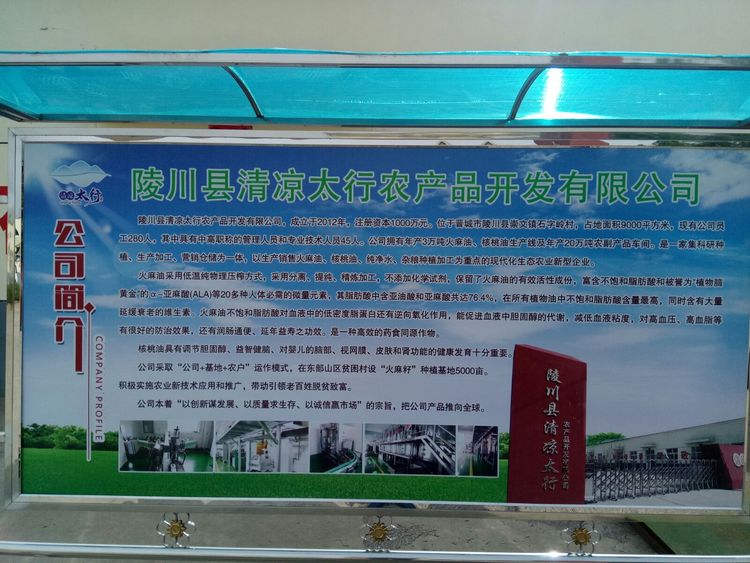 陵川县清凉太行农产品开发有限公司
清凉太行
公司简介
COMPANY PROFILE
陵川县清凉太行农产品开发有限公司，成立于2012年，注册资本1000万元。位于晋城市陵川县崇文镇石字岭村，占地面积9000平方米，现有公司员
工280人，其中具有中高职称的管理人员和专业技术人员45人。公司拥有年产3万吨火麻油、核桃油生产线及年产20万吨农副产品车间。是一家集科研种
植、生产加工、营销仓储为一体，以生产销售火麻油、核桃油、纯净水、杂粮种植加工为重点的现代化生态农业新型企业。
火麻油采用低温纯物理压榨方式，采用分离、提纯、精炼加工，不添加化学试剂，保留了火麻油的有效活性成份，富含不饱和脂肪酸和被誉为"植物脑
黄金"的α-亚麻酸(ALA)等20多种人体必需的微量元素，其脂肪酸中含亚油酸和亚麻酸共达76.4%，在所有植物油中不饱和脂肪酸含量最高，同时含有大量
延缓衰老的维生素、火麻油不饱和脂肪酸对血液中的低密度脂蛋白还有逆向氧化作用，能促进血液中胆固醇的代谢，减低血液粘度，对高血压、高血脂等
有很好的防治效果，还有润肠通便、延年益寿之功效。是一种高效的药食同源作物。
核桃油具有调节胆固醇、益智健脑、对婴儿的脑部、视网膜、皮肤和肾功能的健康发育十分重要。
公司采取"公司+基地+农户"运作模式，在东部山区贫困村设"火麻籽"种植基地5000亩。
积极实施农业新技术应用和推广，带动引领老百姓脱贫致富。
公司本着"以创新谋发展、以质量求生存、以诚信赢市场"的宗旨，把公司产品推向全球。
陵川县清凉太行
农产品开发有限公司